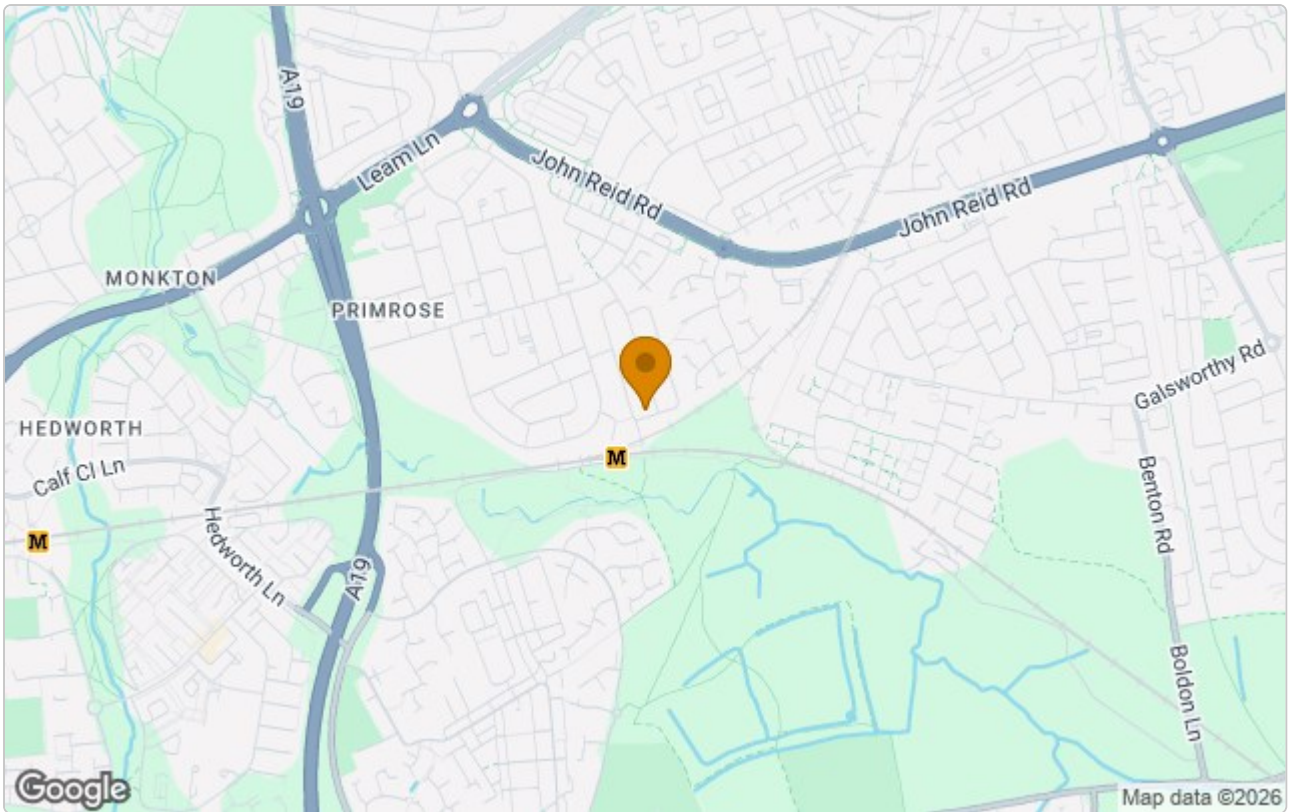 A19
Leam Ln
John Reid Rd
John Reid Rd
MONKTON
PRIMROSE
Galsworthy Rd
HEDWORTH
Calf Cl Ln
M
M
Hedworth Ln
Benton Rd
A19
Boldon Ln
Google
Map data ©2026